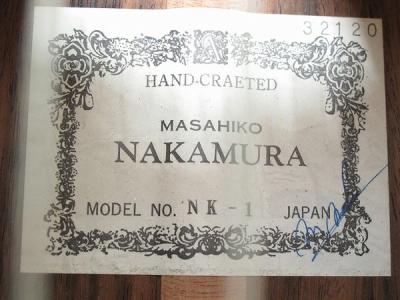 32120
HAND-CRAETED
MASAHIKO
NAKAMURA
MODEL NO. NK-1 JAPAN